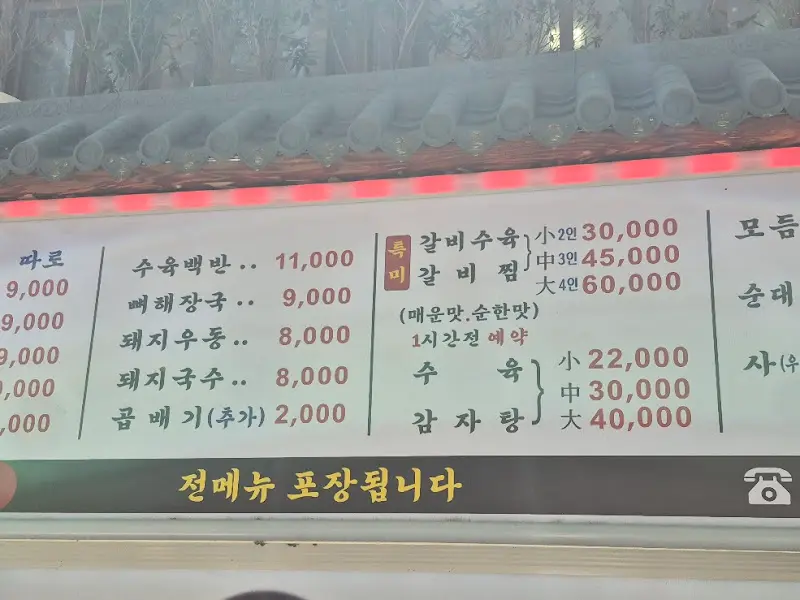 따로
9,000
9,000
9,000
9,000
,000
수육백반.. 11,000
뼈해장국.. 9,000
돼지우동.. 8,000
돼지국수.. 8,000
곱배기(추가) 2,000
특미
갈비수육 小2인 30,000
갈비찜 中3인 45,000
大4인 60,000
(매운맛.순한맛)
1시간전 예약
수육 小 22,000
中 30,000
감자탕 大 40,000
모듬
순대
사(우
전메뉴 포장됩니다